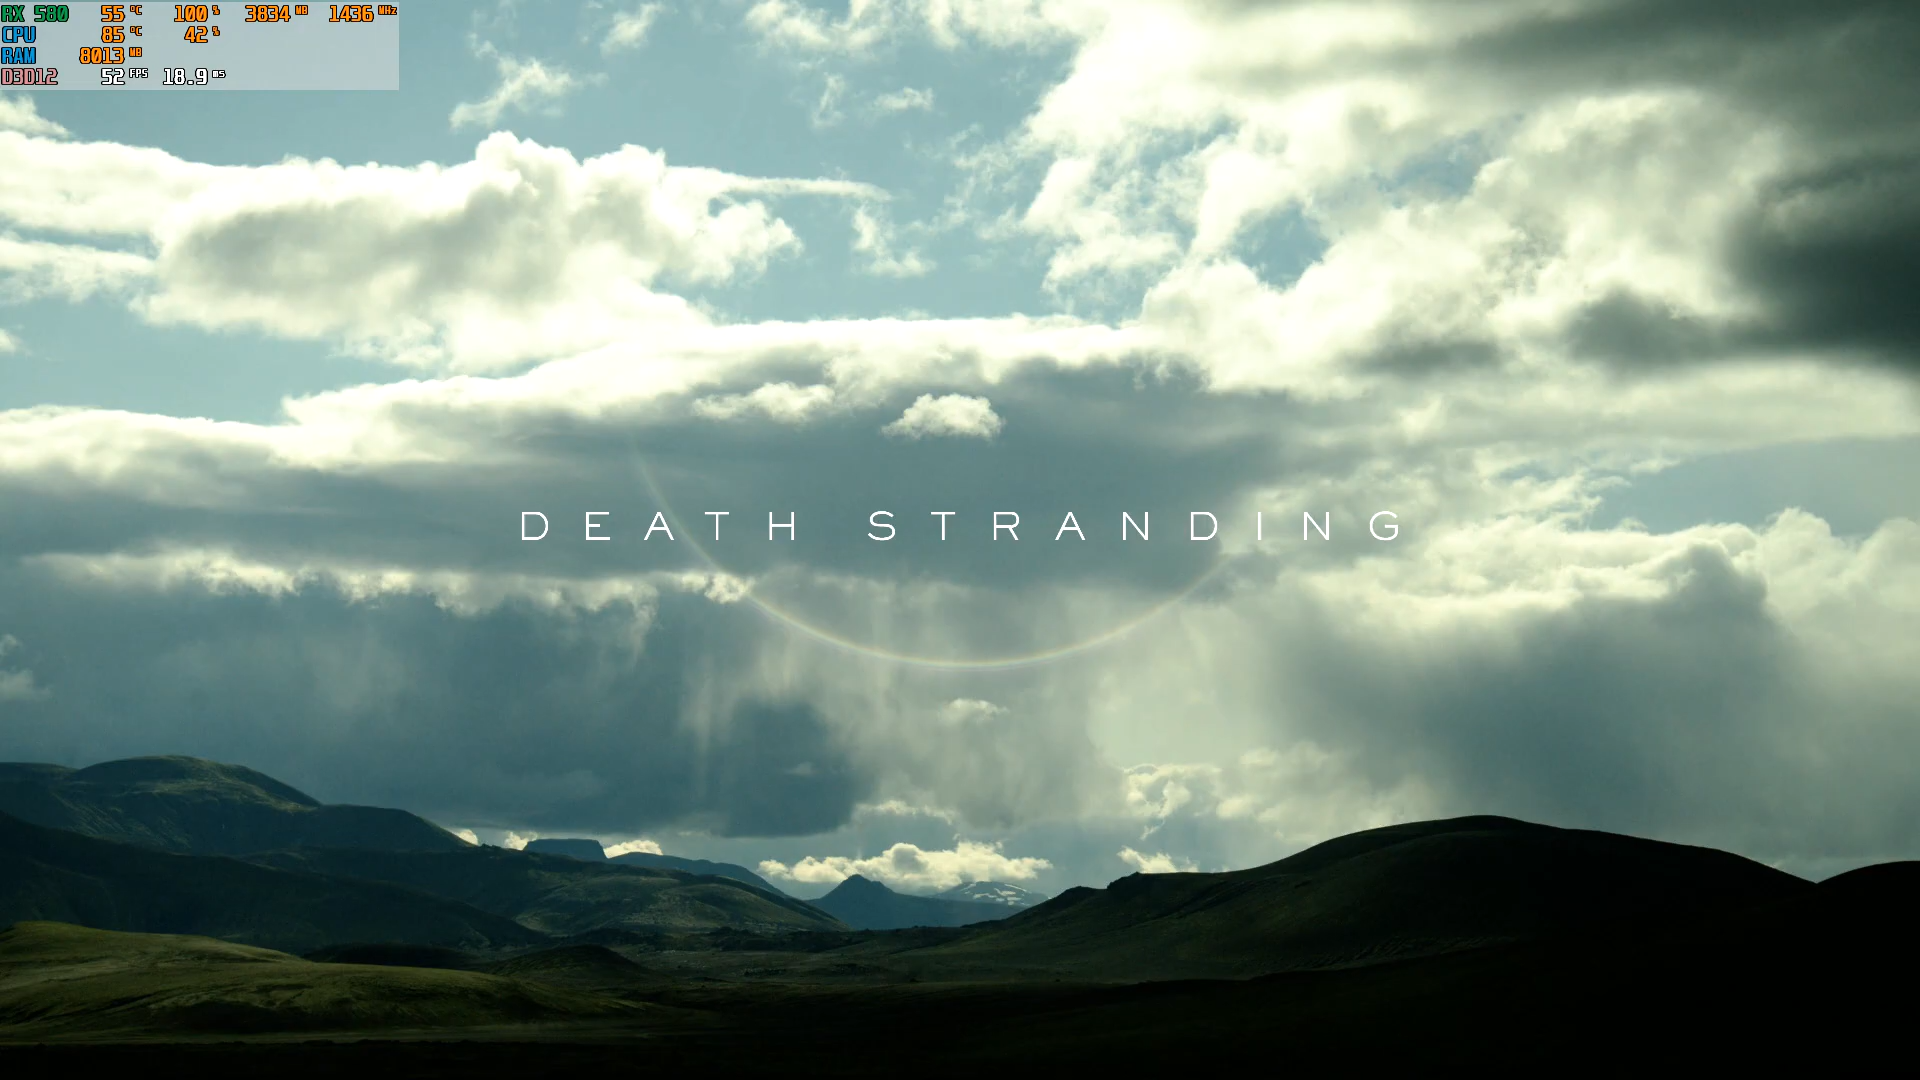 RX 580 55 °C 100 % 3834 MB 1436 MHz
CPU 85 °C 42 %
RAM 8013 MB
D3D12 52 FPS 18.9 ms
DEATH STRANDING